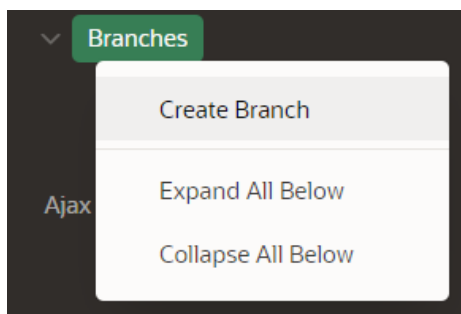 Branches
Create Branch
Expand All Below
Ajax
Collapse All Below